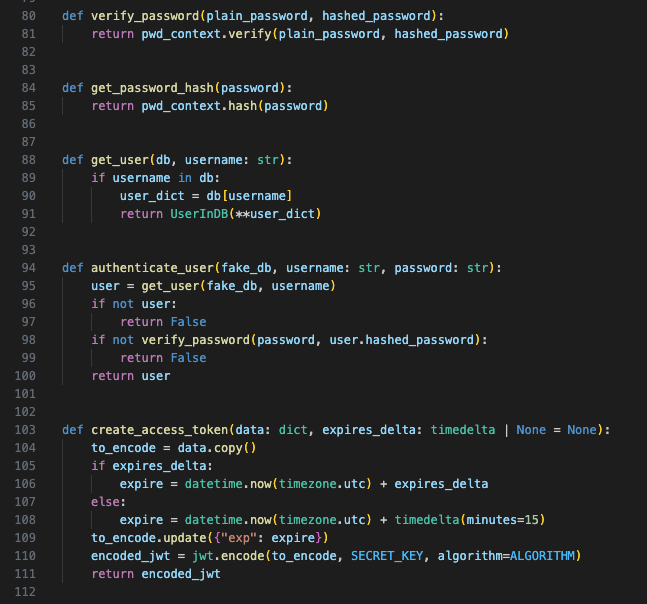 80 def verify_password(plain_password, hashed_password):
81     return pwd_context.verify(plain_password, hashed_password)
82
83
84 def get_password_hash(password):
85     return pwd_context.hash(password)
86
87
88 def get_user(db, username: str):
89     if username in db:
90         user_dict = db[username]
91         return UserInDB(**user_dict)
92
93
94 def authenticate_user(fake_db, username: str, password: str):
95     user = get_user(fake_db, username)
96     if not user:
97         return False
98     if not verify_password(password, user.hashed_password):
99         return False
100     return user
101
102
103 def create_access_token(data: dict, expires_delta: timedelta | None = None):
104     to_encode = data.copy()
105     if expires_delta:
106         expire = datetime.now(timezone.utc) + expires_delta
107     else:
108         expire = datetime.now(timezone.utc) + timedelta(minutes=15)
109     to_encode.update({"exp": expire})
110     encoded_jwt = jwt.encode(to_encode, SECRET_KEY, algorithm=ALGORITHM)
111     return encoded_jwt
112